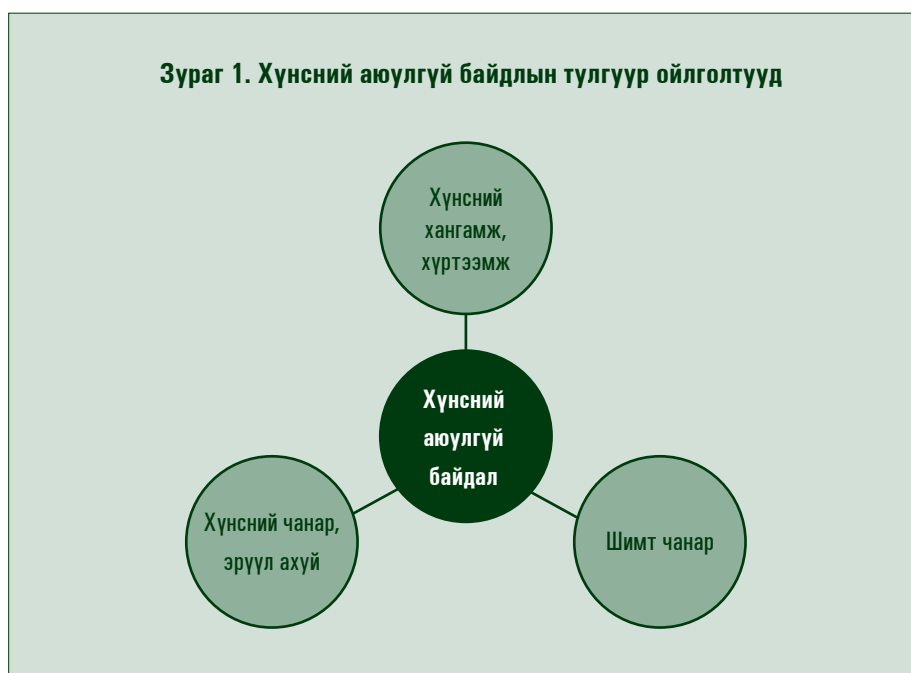 Зураг 1. Хүнсний аюулгүй байдлын тулгуур ойлголтууд
Хүнсний
хангамж,
хүртээмж
Хүнсний
аюулгүй
байдал
Хүнсний чанар,
эрүүл ахуй
Шимт чанар